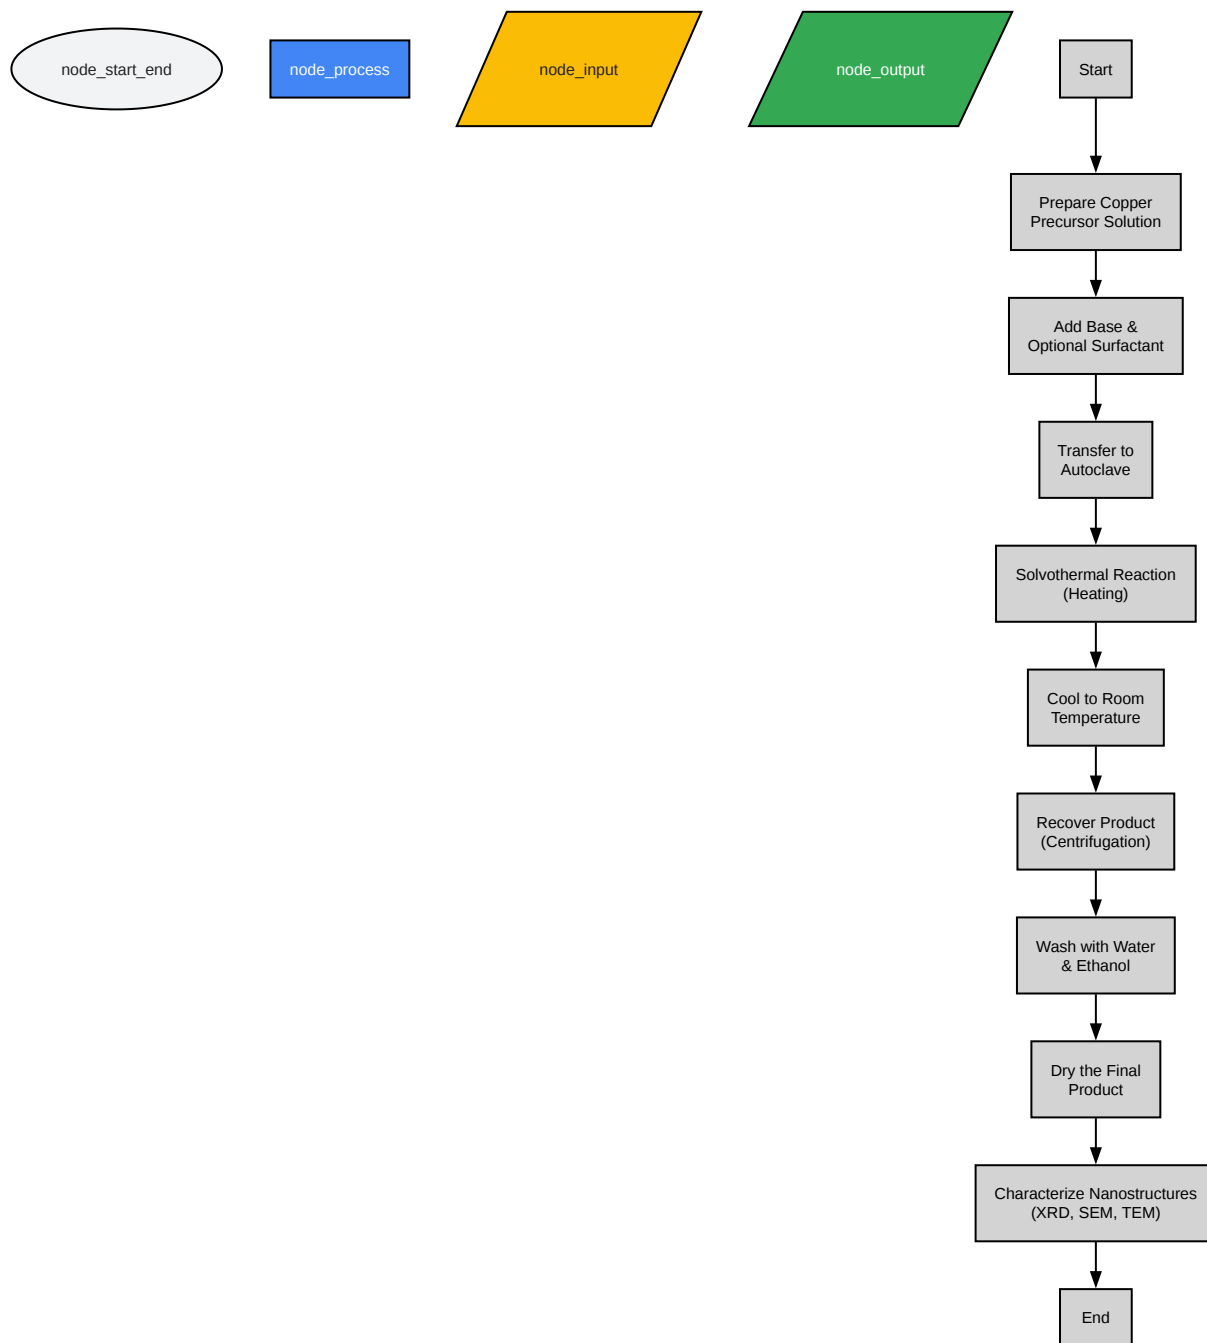 node_start_end
node_process
node_input
node_output
Start
Prepare Copper
Precursor Solution
Add Base &
Optional Surfactant
Transfer to
Autoclave
Solvothermal Reaction
(Heating)
Cool to Room
Temperature
Recover Product
(Centrifugation)
Wash with Water
& Ethanol
Dry the Final
Product
Characterize Nanostructures
(XRD, SEM, TEM)
End